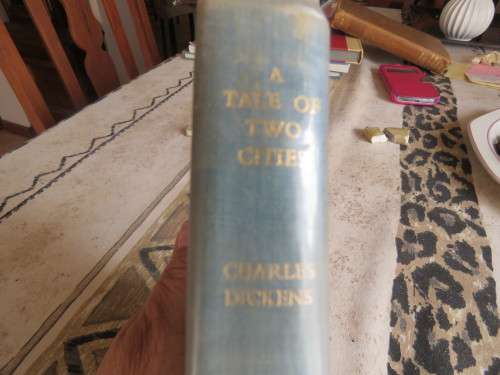 A
TALE OF
TWO
CITIES
CHARLES
DICKENS